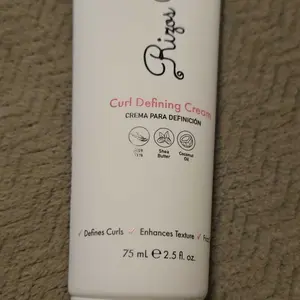 Rizos
Curl Defining Cream
CREMA PARA DEFINICIÓN
Shea
Butter
Coconut
Oil
✓ Defines Curls ✓ Enhances Texture ✓
75 mL ℮ 2.5 fl. oz.